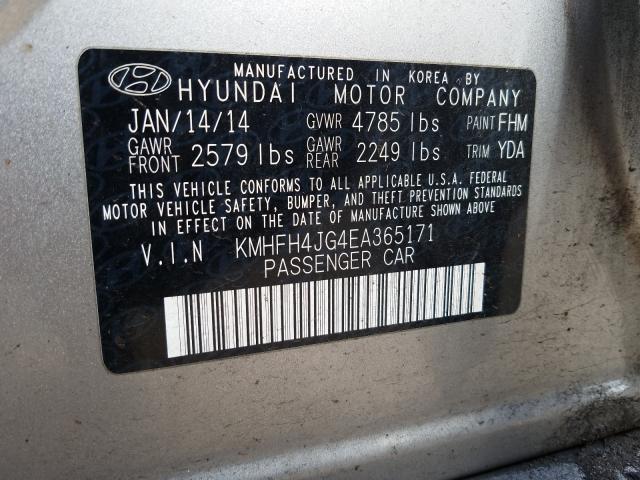 MANUFACTURED IN KOREA BY
HYUNDAI MOTOR COMPANY
JAN/14/14 GVWR 4785 lbs PAINT FHM
GAWR FRONT 2579 lbs GAWR REAR 2249 lbs TRIM YDA
THIS VEHICLE CONFORMS TO ALL APPLICABLE U.S.A. FEDERAL
MOTOR VEHICLE SAFETY, BUMPER, AND THEFT PREVENTION STANDARDS
IN EFFECT ON THE DATE OF MANUFACTURE SHOWN ABOVE
V.I.N KMHFH4JG4EA365171
PASSENGER CAR